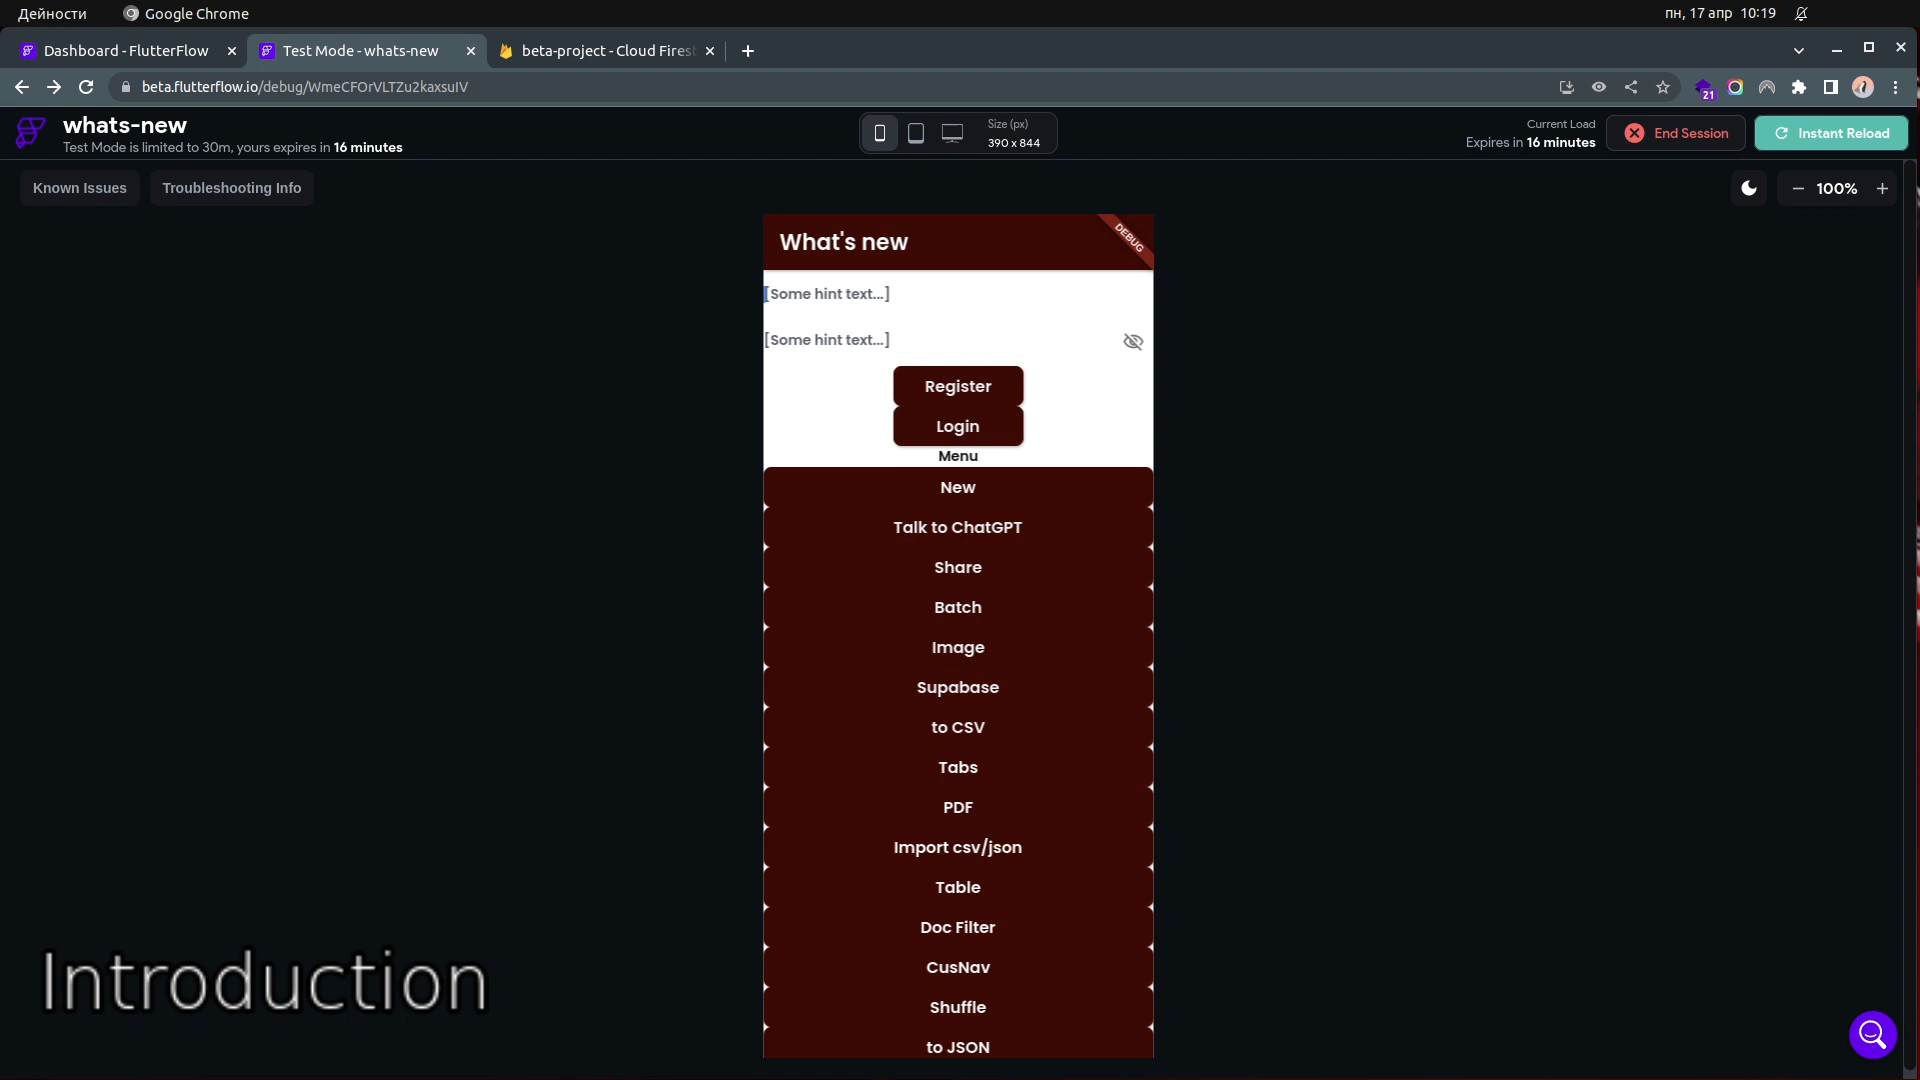 Дейности
Google Chrome
пн, 17 апр 10:19
Dashboard - FlutterFlow
Test Mode - whats-new
beta-project - Cloud Firest
beta.flutterflow.io/debug/WmeCFOrVLTZu2kaxsuIV
21
whats-new
Test Mode is limited to 30m, yours expires in 16 minutes
Size (px)
390 x 844
Current Load
Expires in 16 minutes
End Session
Instant Reload
Known Issues
Troubleshooting Info
100%
What's new
DEBUG
[Some hint text...]
[Some hint text...]
Register
Login
Menu
New
Talk to ChatGPT
Share
Batch
Image
Supabase
to CSV
Tabs
PDF
Import csv/json
Table
Doc Filter
CusNav
Shuffle
to JSON
Introduction